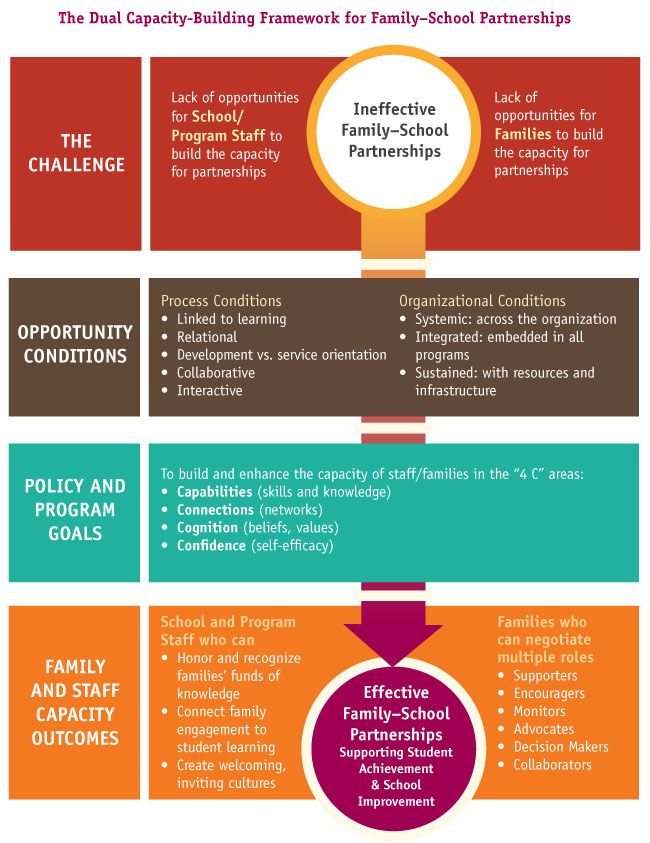 The Dual Capacity-Building Framework for Family–School Partnerships
THE
CHALLENGE
Lack of opportunities
for School/
Program Staff to
build the capacity
for partnerships
Ineffective
Family–School
Partnerships
Lack of
opportunities for
Families to build
the capacity for
partnerships
OPPORTUNITY
CONDITIONS
Process Conditions
• Linked to learning
• Relational
• Development vs. service orientation
• Collaborative
• Interactive
Organizational Conditions
• Systemic: across the organization
• Integrated: embedded in all
programs
• Sustained: with resources and
infrastructure
POLICY AND
PROGRAM
GOALS
To build and enhance the capacity of staff/families in the “4 C” areas:
• Capabilities (skills and knowledge)
• Connections (networks)
• Cognition (beliefs, values)
• Confidence (self-efficacy)
FAMILY
AND STAFF
CAPACITY
OUTCOMES
School and Program
Staff who can
• Honor and recognize
families’ funds of
knowledge
• Connect family
engagement to
student learning
• Create welcoming,
inviting cultures
Effective
Family–School
Partnerships
Supporting Student
Achievement
& School
Improvement
Families who
can negotiate
multiple roles
• Supporters
• Encouragers
• Monitors
• Advocates
• Decision Makers
• Collaborators